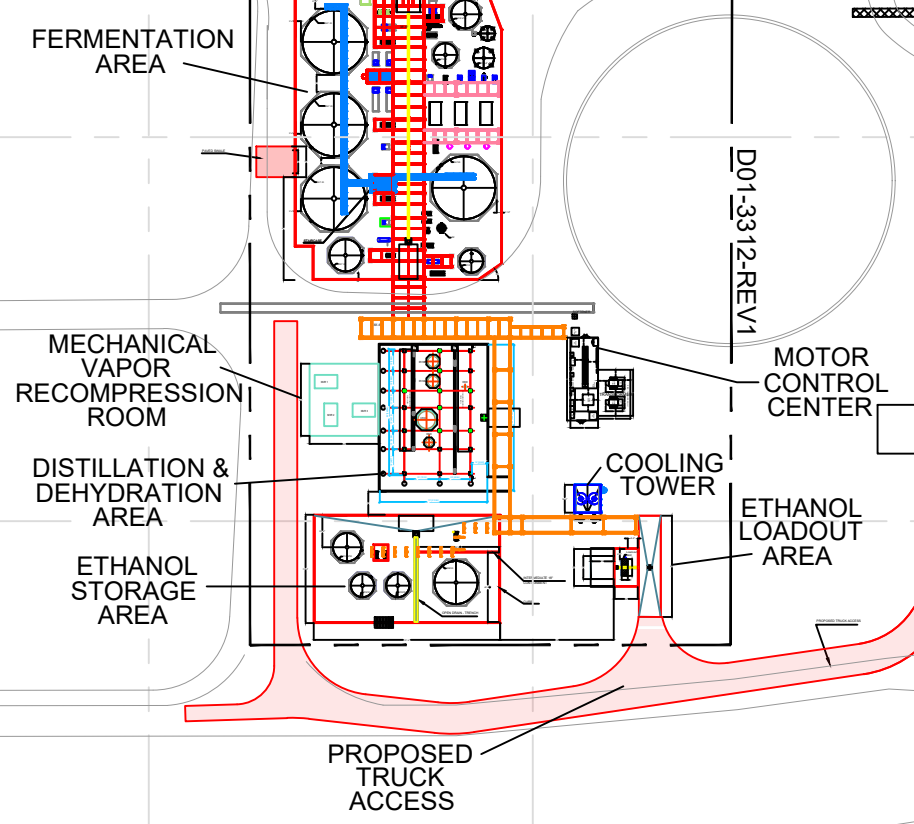 FERMENTATION
AREA
D01-3312-REV1
MECHANICAL
VAPOR
RECOMPRESSION
ROOM
MOTOR
CONTROL
CENTER
DISTILLATION &
DEHYDRATION
AREA
COOLING
TOWER
ETHANOL
LOADOUT
AREA
ETHANOL
STORAGE
AREA
OPEN DRAIN - TRENCH
PROPOSED TRUCK ACCESS
PROPOSED
TRUCK
ACCESS